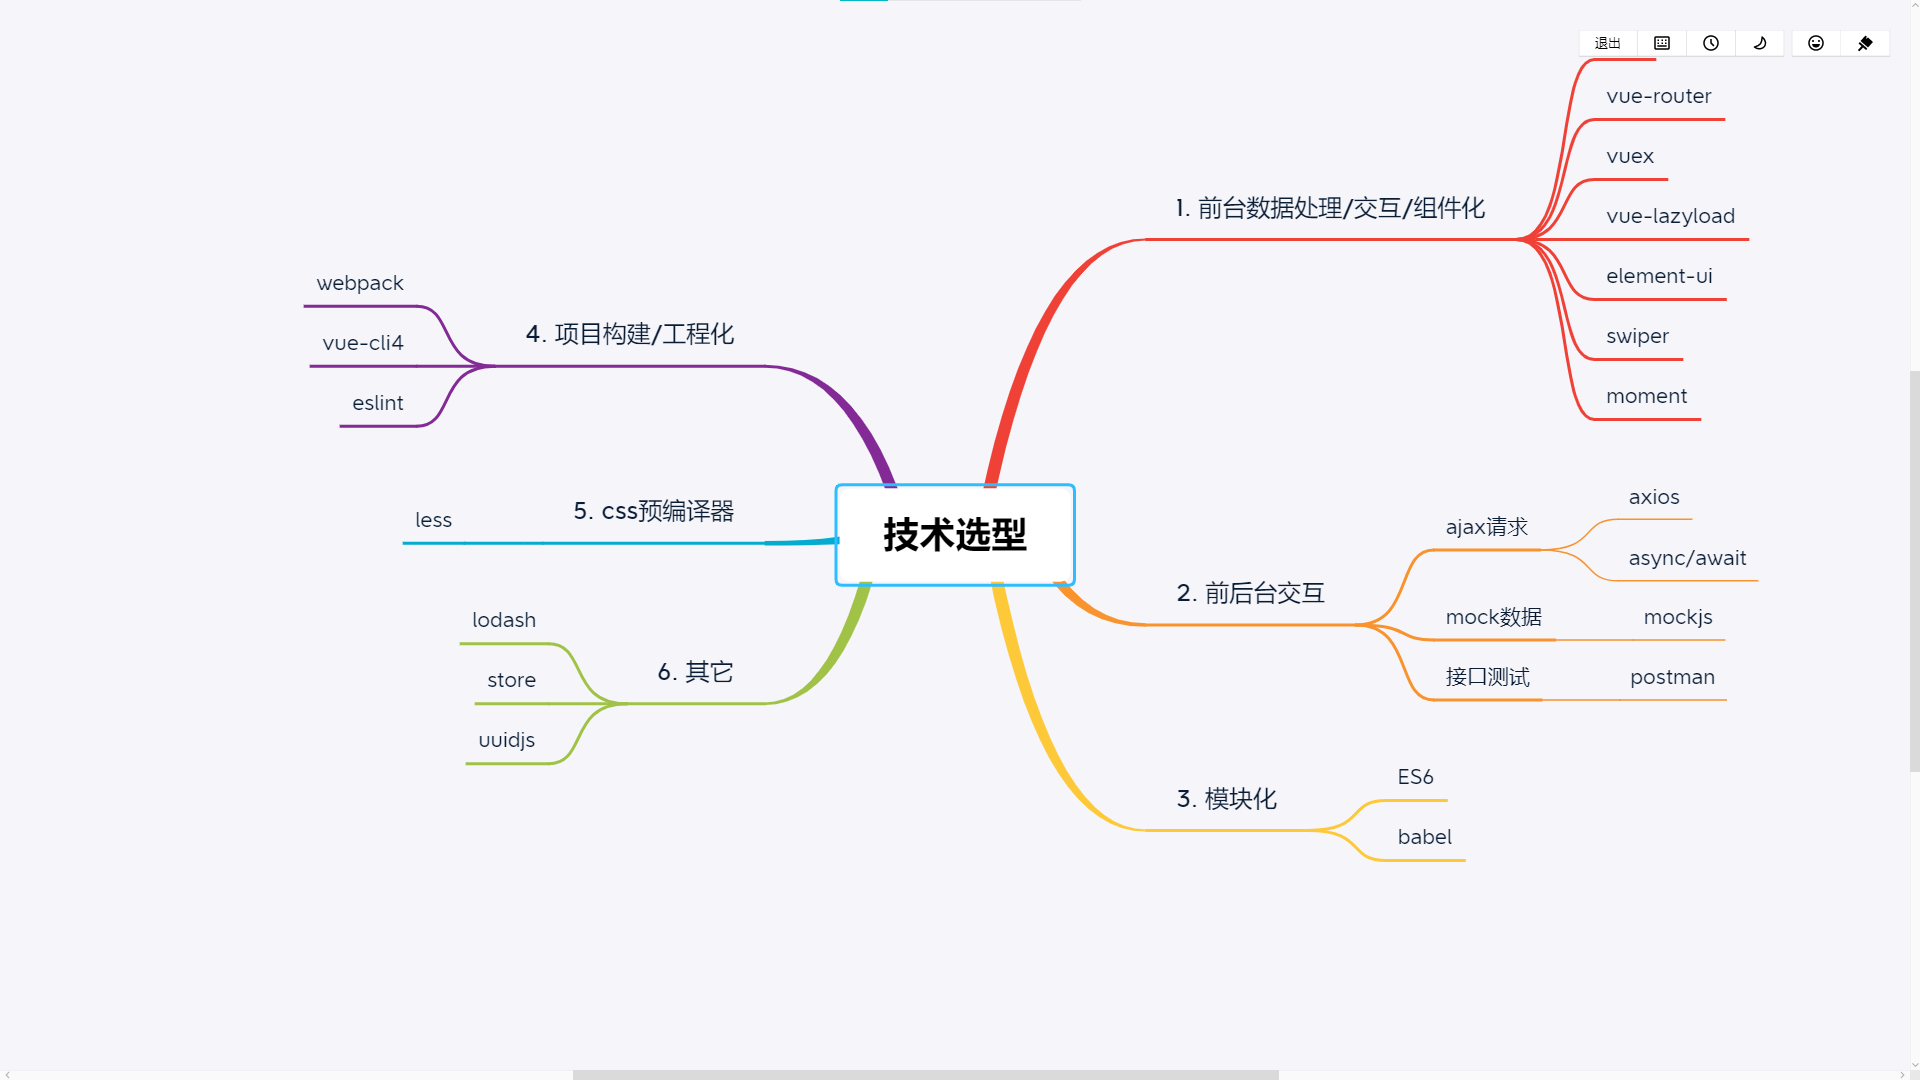 退出
技术选型
1. 前台数据处理/交互/组件化
vue-router
vuex
vue-lazyload
element-ui
swiper
moment
2. 前后台交互
ajax请求
axios
async/await
mock数据
mockjs
接口测试
postman
3. 模块化
ES6
babel
4. 项目构建/工程化
webpack
vue-cli4
eslint
5. css预编译器
less
6. 其它
lodash
store
uuidjs